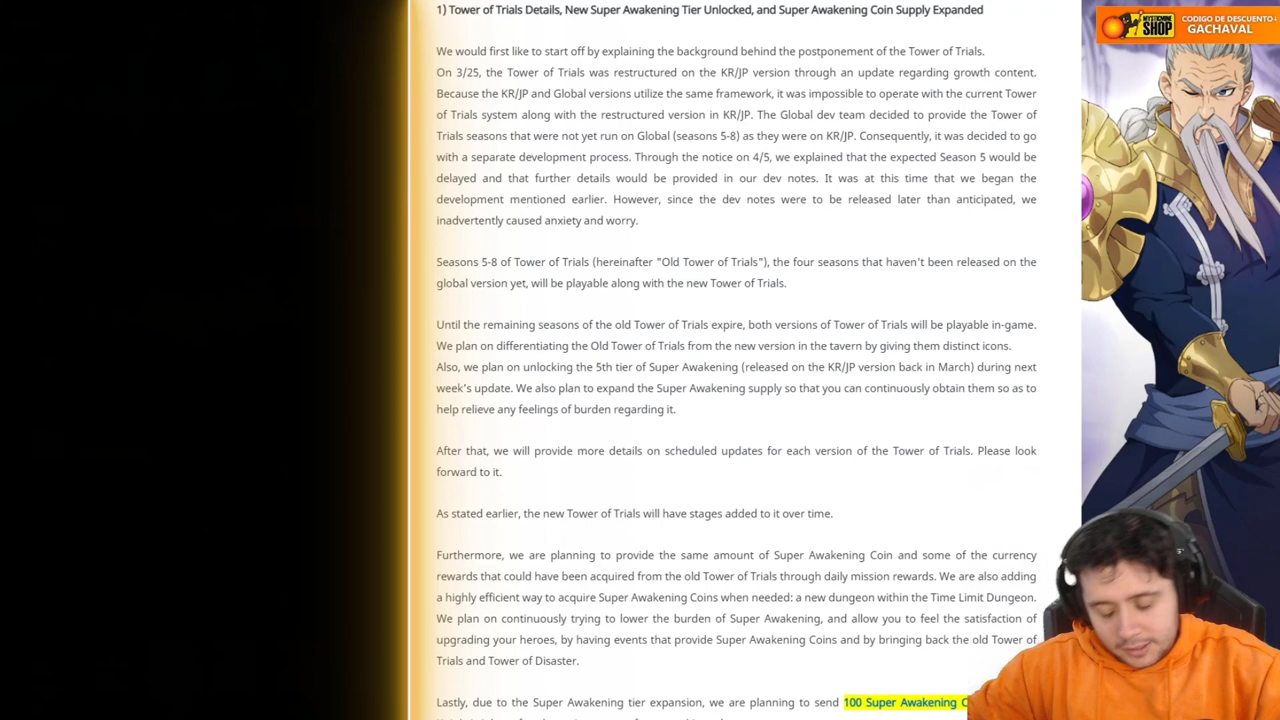 1) Tower of Trials Details, New Super Awakening Tier Unlocked, and Super Awakening Coin Supply Expanded
MYSTICMINE
SHOP
CODIGO DE DESCUENTO↓
GACHAVAL
We would first like to start off by explaining the background behind the postponement of the Tower of Trials.
On 3/25, the Tower of Trials was restructured on the KR/JP version through an update regarding growth content.
Because the KR/JP and Global versions utilize the same framework, it was impossible to operate with the current Tower
of Trials system along with the restructured version in KR/JP. The Global dev team decided to provide the Tower of
Trials seasons that were not yet run on Global (seasons 5-8) as they were on KR/JP. Consequently, it was decided to go
with a separate development process. Through the notice on 4/5, we explained that the expected Season 5 would be
delayed and that further details would be provided in our dev notes. It was at this time that we began the
development mentioned earlier. However, since the dev notes were to be released later than anticipated, we
inadvertently caused anxiety and worry.
Seasons 5-8 of Tower of Trials (hereinafter "Old Tower of Trials"), the four seasons that haven't been released on the
global version yet, will be playable along with the new Tower of Trials.
Until the remaining seasons of the old Tower of Trials expire, both versions of Tower of Trials will be playable in-game.
We plan on differentiating the Old Tower of Trials from the new version in the tavern by giving them distinct icons.
Also, we plan on unlocking the 5th tier of Super Awakening (released on the KR/JP version back in March) during next
week's update. We also plan to expand the Super Awakening supply so that you can continuously obtain them so as to
help relieve any feelings of burden regarding it.
After that, we will provide more details on scheduled updates for each version of the Tower of Trials. Please look
forward to it.
As stated earlier, the new Tower of Trials will have stages added to it over time.
Furthermore, we are planning to provide the same amount of Super Awakening Coin and some of the currency
rewards that could have been acquired from the old Tower of Trials through daily mission rewards. We are also adding
a highly efficient way to acquire Super Awakening Coins when needed: a new dungeon within the Time Limit Dungeon.
We plan on continuously trying to lower the burden of Super Awakening, and allow you to feel the satisfaction of
upgrading your heroes, by having events that provide Super Awakening Coins and by bringing back the old Tower of
Trials and Tower of Disaster.
Lastly, due to the Super Awakening tier expansion, we are planning to send 100 Super Awakening